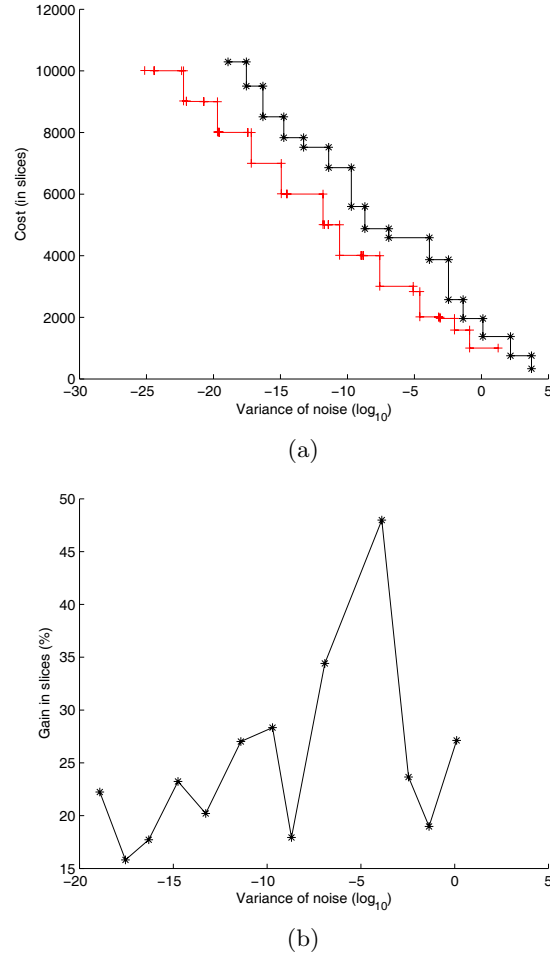 12000
10000
8000
6000
4000
2000
0
Cost (in slices)
−25 −20 −15 −10 −5 0 5
−30
Variance of noise (log10)
(a)
50
45
40
35
30
25
20
15
Gain in slices (%)
−20 −15 −10 −5 0 5
Variance of noise (log10)
(b)